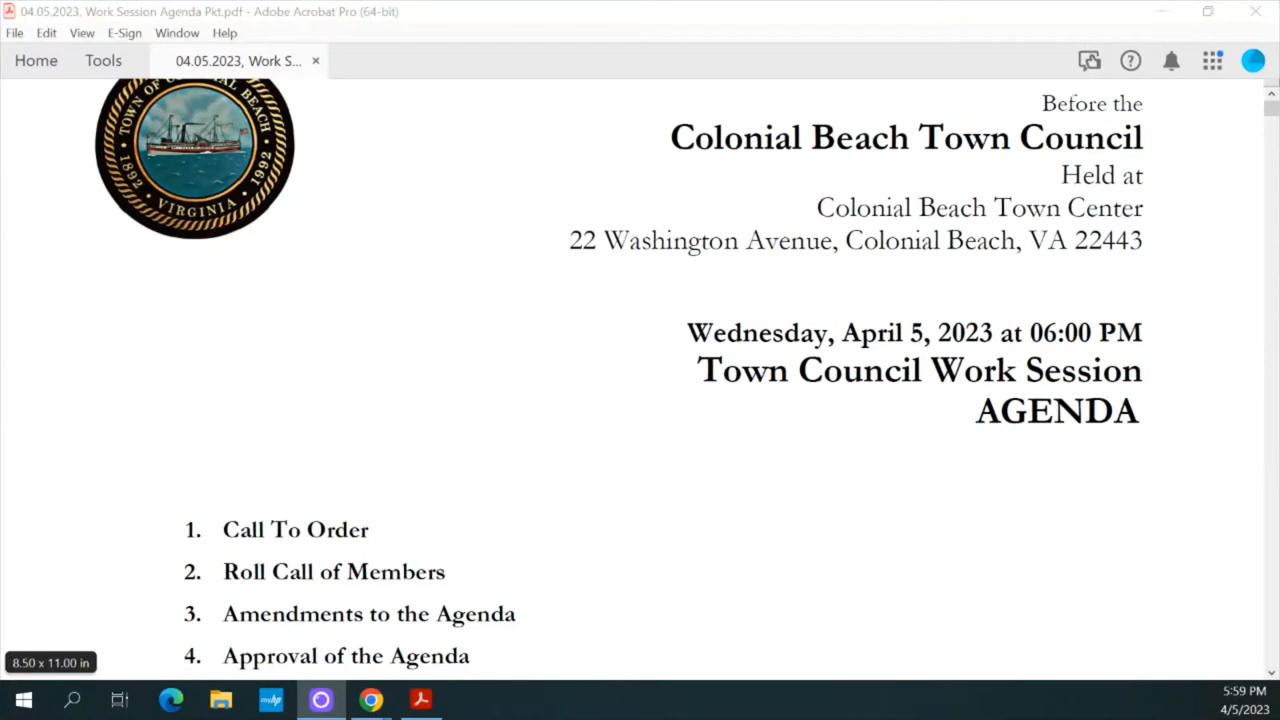 04.05.2023, Work Session Agenda Pkt.pdf - Adobe Acrobat Pro (64-bit)
File Edit View E-Sign Window Help
Home Tools 04.05.2023, Work S... ×
TOWN OF COLONIAL BEACH
1892 • VIRGINIA • 1992
Before the
Colonial Beach Town Council
Held at
Colonial Beach Town Center
22 Washington Avenue, Colonial Beach, VA 22443
Wednesday, April 5, 2023 at 06:00 PM
Town Council Work Session
AGENDA
1. Call To Order
2. Roll Call of Members
3. Amendments to the Agenda
4. Approval of the Agenda
8.50 x 11.00 in
myhp
5:59 PM
4/5/2023